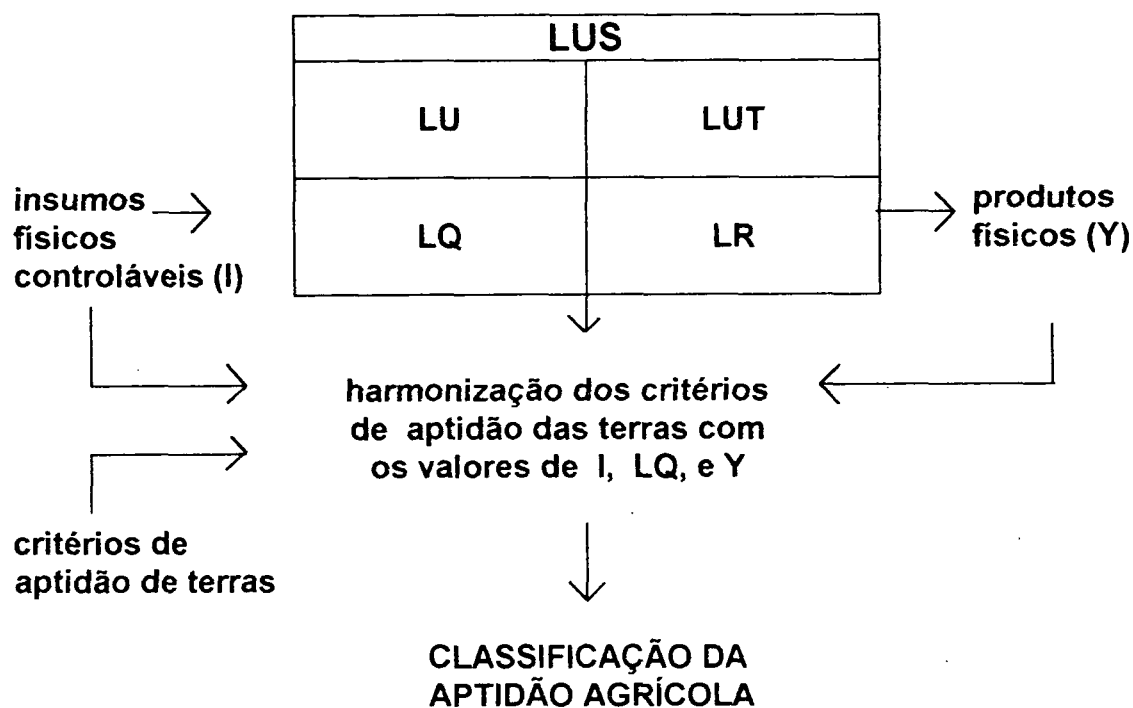 LUS
LU
LUT
LQ
LR
insumos
físicos
controláveis (I)
produtos
físicos (Y)
harmonização dos critérios
de aptidão das terras com
os valores de I, LQ, e Y
critérios de
aptidão de terras
CLASSIFICAÇÃO DA
APTIDÃO AGRÍCOLA